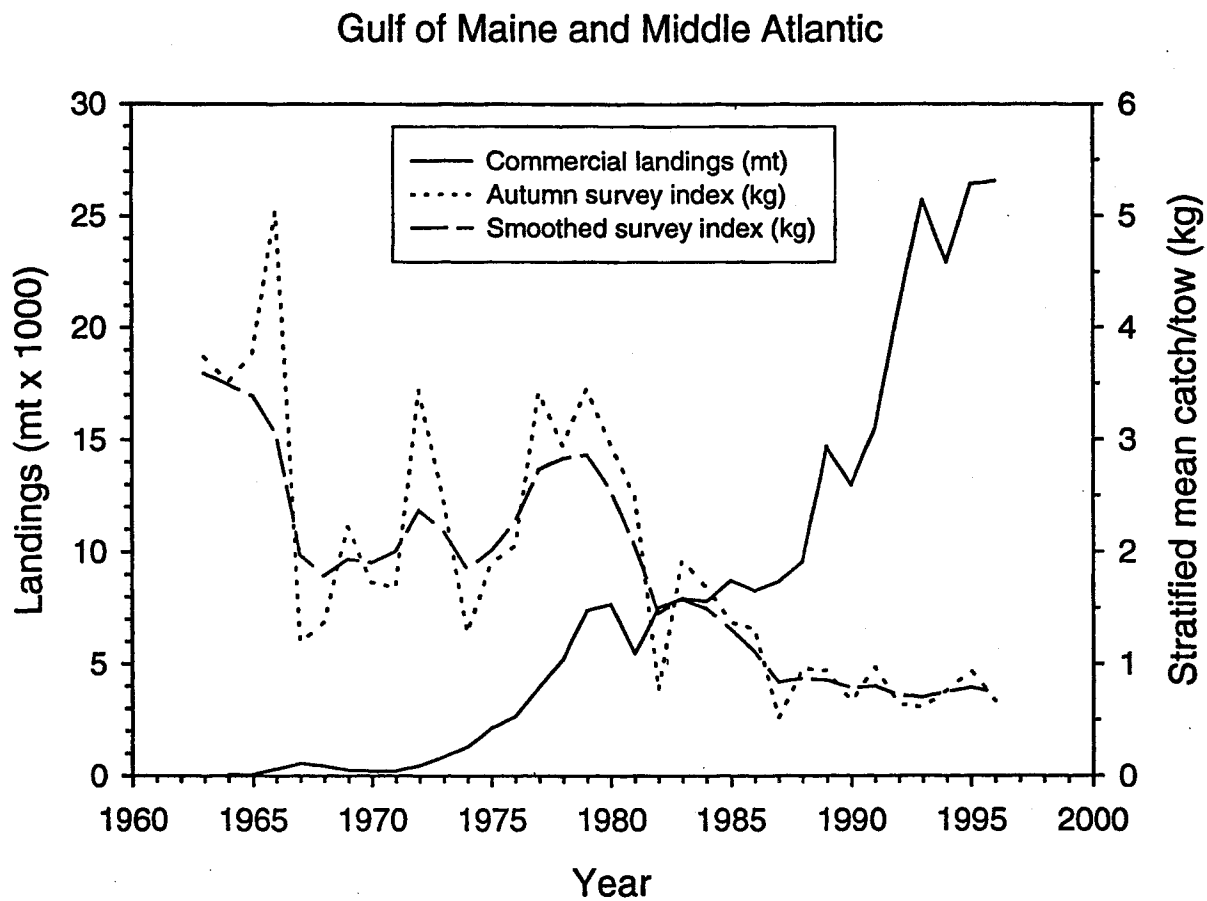 Gulf of Maine and Middle Atlantic
30
25
20
15
10
5
0
Landings (mt x 1000)
Commercial landings (mt)
Autumn survey index (kg)
Smoothed survey index (kg)
6
5
4
3
2
1
0
Stratified mean catch/tow (kg)
1960 1965 1970 1975 1980 1985 1990 1995 2000
Year